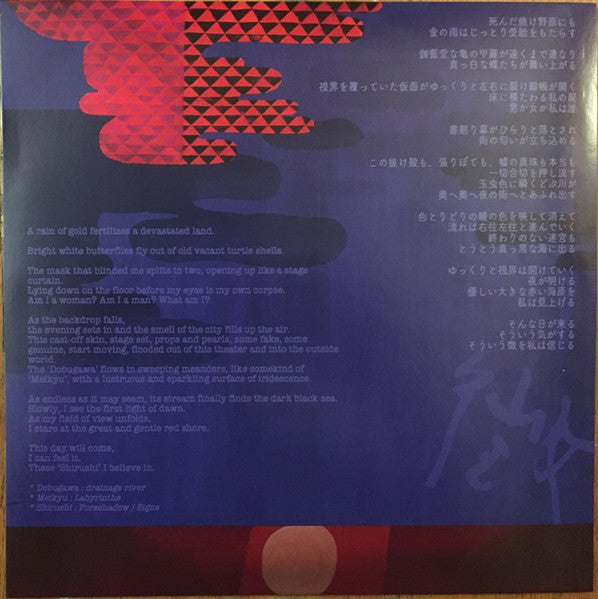 死んだ焼け野原にも
金の雨はじっとり受胎をもたらす
伽藍堂な亀の甲羅が遠くまで連なり
真っ白な蝶たちが舞い上がる
視界を覆っていた仮面がゆっくりと左右に裂け緞帳が開く
床に横たわる私の屍
男か女か私は誰
書割り幕がひらりと落とされ
街の匂いが立ち込める
この抜け殻も、張りぼても、嘘の真珠も本当も
一切合切を押し流す
玉虫色に瞬くどぶ川が
奥へ奥へ夜の街へとあふれ出す
色とりどりの瞳の色を映して消えて
流れは右往左往と進んでいく
終わりのない迷宮も
とうとう真っ黒な海に出る
ゆっくりと視界は開けていく
夜が明ける
優しい大きな赤い海原を
私は見上げる
そんな日が来る
そういう気がする
そういう徴を私は信じる
A rain of gold fertilizes a devastated land.
Bright white butterflies fly out of old vacant turtle shells.
The mask that blinded me splits in two, opening up like a stage
curtain.
Lying down on the floor before my eyes is my own corpse.
Am I a woman? Am I a man? What am I?
As the backdrop falls,
the evening sets in and the smell of the city fills up the air.
This cast-off skin, stage set, props and pearls, some fake, some
genuine, start moving, flooded out of this theater and into the outside
world.
The 'Dobugawa' flows in sweeping meanders, like somekind of
'Meikyu', with a lustruous and sparkling surface of iridescence.
As endless as it may seem, its stream finally finds the dark black sea.
Slowly, I see the first light of dawn.
As my field of view unfolds,
I stare at the great and gentle red shore.
This day will come,
I can feel it,
These 'Shirushi' I believe in.
* Dobugawa : drainage river
* Meikyu : Labyrinthe
* Shirushi ; Foreshadow / Signs